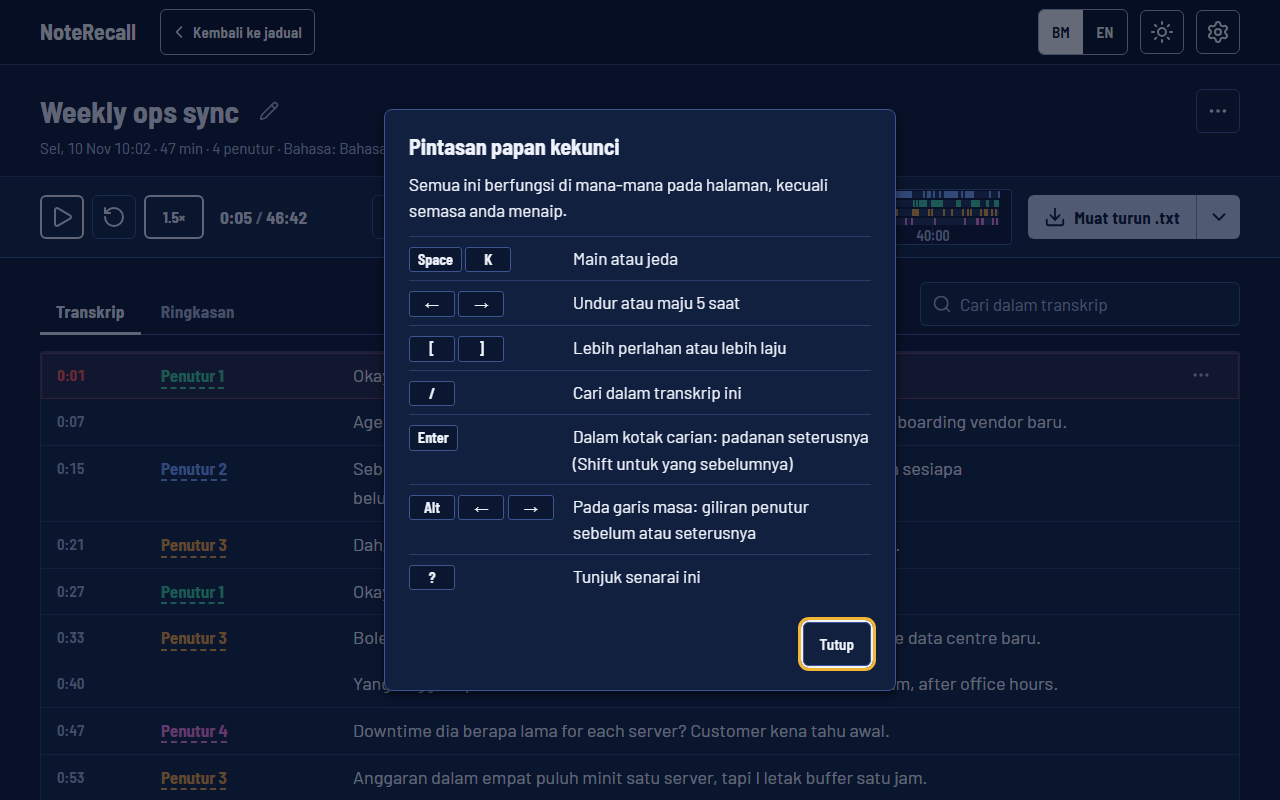 NoteRecall
Kembali ke jadual
BM
EN
Weekly ops sync
Sel, 10 Nov 10:02 · 47 min · 4 penutur · Bahasa: Bahasa
1.5×
0:05 / 46:42
40:00
Muat turun .txt
Transkrip
Ringkasan
Cari dalam transkrip
0:01
Penutur 1
0:07
boarding vendor baru.
0:15
Penutur 2
Seb
sesiapa
0:21
Penutur 3
Dah
0:27
Penutur 1
0:33
Penutur 3
data centre baru.
0:40
Yang
after office hours.
0:47
Penutur 4
Downtime dia berapa lama for each server? Customer kena tahu awal.
0:53
Penutur 3
Anggaran dalam empat puluh minit satu server, tapi I letak buffer satu jam.
Pintasan papan kekunci
Semua ini berfungsi di mana-mana pada halaman, kecuali
semasa anda menaip.
Space K Main atau jeda
← → Undur atau maju 5 saat
[ ] Lebih perlahan atau lebih laju
/ Cari dalam transkrip ini
Enter Dalam kotak carian: padanan seterusnya
(Shift untuk yang sebelumnya)
Alt ← → Pada garis masa: giliran penutur
sebelum atau seterusnya
? Tunjuk senarai ini
Tutup